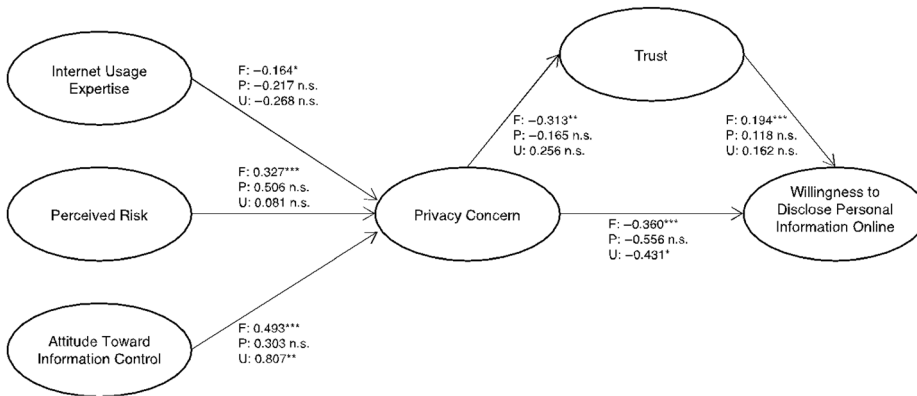 Internet Usage
Expertise
F: −0.164*
P: −0.217 n.s.
U: −0.268 n.s.
Trust
F: −0.313**
P: −0.165 n.s.
U: 0.256 n.s.
F: 0.194***
P: 0.118 n.s.
U: 0.162 n.s.
Perceived Risk
F: 0.327***
P: 0.506 n.s.
U: 0.081 n.s.
Privacy Concern
F: −0.360***
P: −0.556 n.s.
U: −0.431*
Willingness to
Disclose Personal
Information Online
Attitude Toward
Information Control
F: 0.493***
P: 0.303 n.s.
U: 0.807**